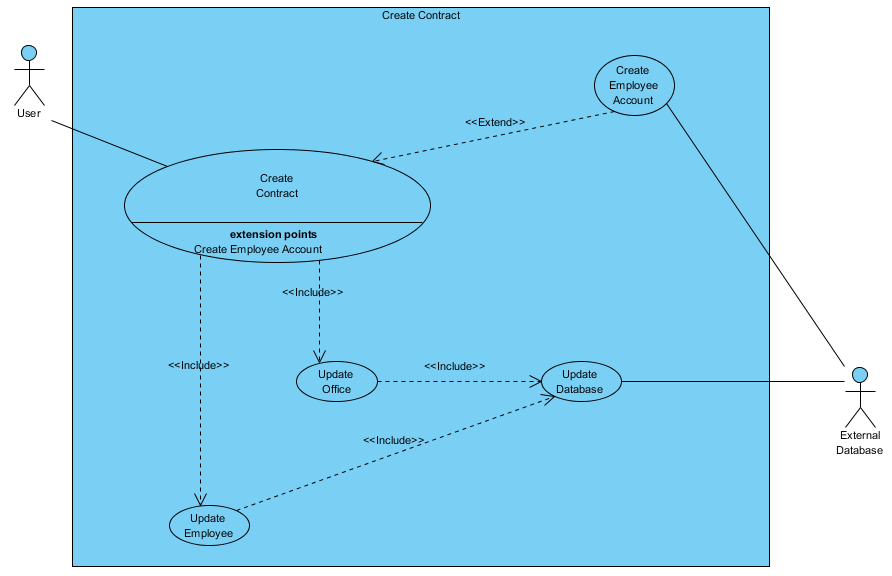 Create Contract
User
Create
Employee
Account
<<Extend>>
Create
Contract
extension points
Create Employee Account
<<Include>>
<<Include>>
<<Include>>
Update
Office
Update
Database
<<Include>>
External
Database
Update
Employee